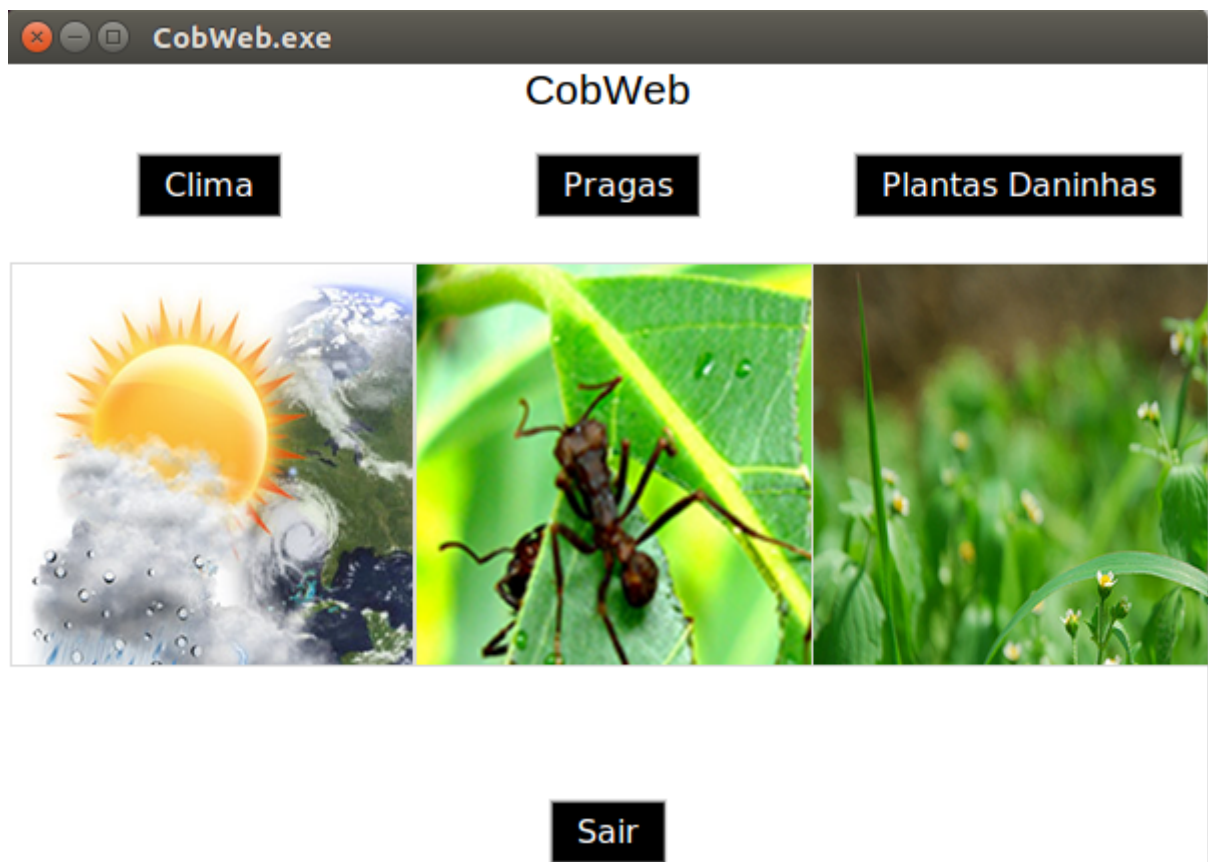 CobWeb.exe
CobWeb
Clima
Pragas
Plantas Daninhas
Sair